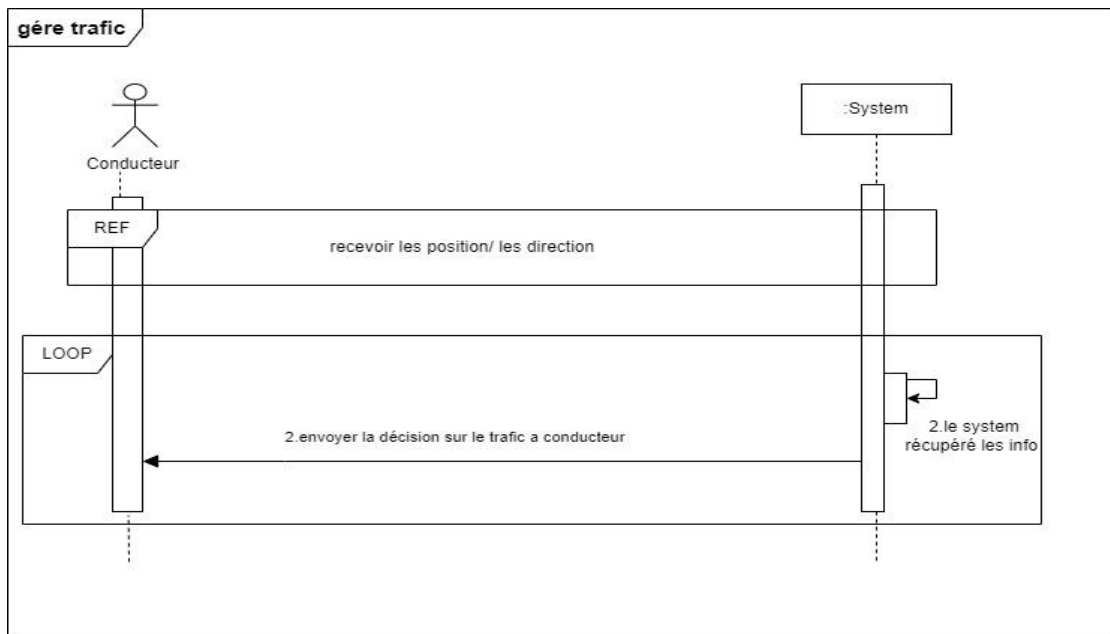 gére trafic
:System
Conducteur
REF
recevoir les position/ les direction
LOOP
2.envoyer la décision sur le trafic a conducteur
2.le system
récupéré les info